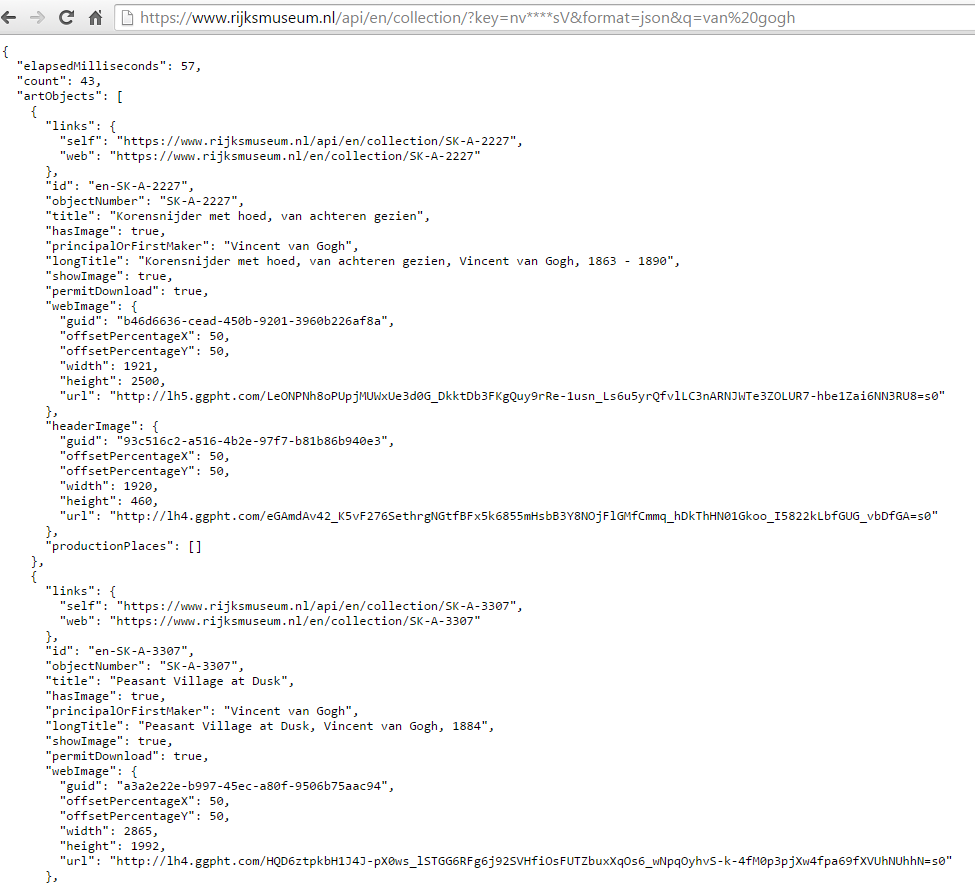 https://www.rijksmuseum.nl/api/en/collection/?key=nv****sV&format=json&q=van%20gogh
{
  "elapsedMilliseconds": 57,
  "count": 43,
  "artObjects": [
    {
      "links": {
        "self": "https://www.rijksmuseum.nl/api/en/collection/SK-A-2227",
        "web": "https://www.rijksmuseum.nl/en/collection/SK-A-2227"
      },
      "id": "en-SK-A-2227",
      "objectNumber": "SK-A-2227",
      "title": "Korensnijder met hoed, van achteren gezien",
      "hasImage": true,
      "principalOrFirstMaker": "Vincent van Gogh",
      "longTitle": "Korensnijder met hoed, van achteren gezien, Vincent van Gogh, 1863 - 1890",
      "showImage": true,
      "permitDownload": true,
      "webImage": {
        "guid": "b46d6636-cead-450b-9201-3960b226af8a",
        "offsetPercentageX": 50,
        "offsetPercentageY": 50,
        "width": 1921,
        "height": 2500,
        "url": "http://lh5.ggpht.com/LeONPNh8oPUpjMUWxUe3d0G_DkktDb3FKgQuy9rRe-1usn_Ls6u5yrQfvlLC3nARNJWTe3ZOLUR7-hbe1Zai6NN3RU8=s0"
      },
      "headerImage": {
        "guid": "93c516c2-a516-4b2e-97f7-b81b86b940e3",
        "offsetPercentageX": 50,
        "offsetPercentageY": 50,
        "width": 1920,
        "height": 460,
        "url": "http://lh4.ggpht.com/eGAmdAv42_K5vF276SethrgNGtfBFx5k6855mHsbB3Y8NOjFlGMfCmmq_hDkThHN01Gkoo_I5822kLbfGUG_vbDfGA=s0"
      },
      "productionPlaces": []
    },
    {
      "links": {
        "self": "https://www.rijksmuseum.nl/api/en/collection/SK-A-3307",
        "web": "https://www.rijksmuseum.nl/en/collection/SK-A-3307"
      },
      "id": "en-SK-A-3307",
      "objectNumber": "SK-A-3307",
      "title": "Peasant Village at Dusk",
      "hasImage": true,
      "principalOrFirstMaker": "Vincent van Gogh",
      "longTitle": "Peasant Village at Dusk, Vincent van Gogh, 1884",
      "showImage": true,
      "permitDownload": true,
      "webImage": {
        "guid": "a3a2e22e-b997-45ec-a80f-9506b75aac94",
        "offsetPercentageX": 50,
        "offsetPercentageY": 50,
        "width": 2865,
        "height": 1992,
        "url": "http://lh4.ggpht.com/HQD6ztpkbH1J4J-pX0ws_lSTGG6RFg6j92SVHfiOsFUTZbuxXqOs6_wNpqOyhvS-k-4fM0p3pjXw4fpa69fXVUhNUhhN=s0"
      },